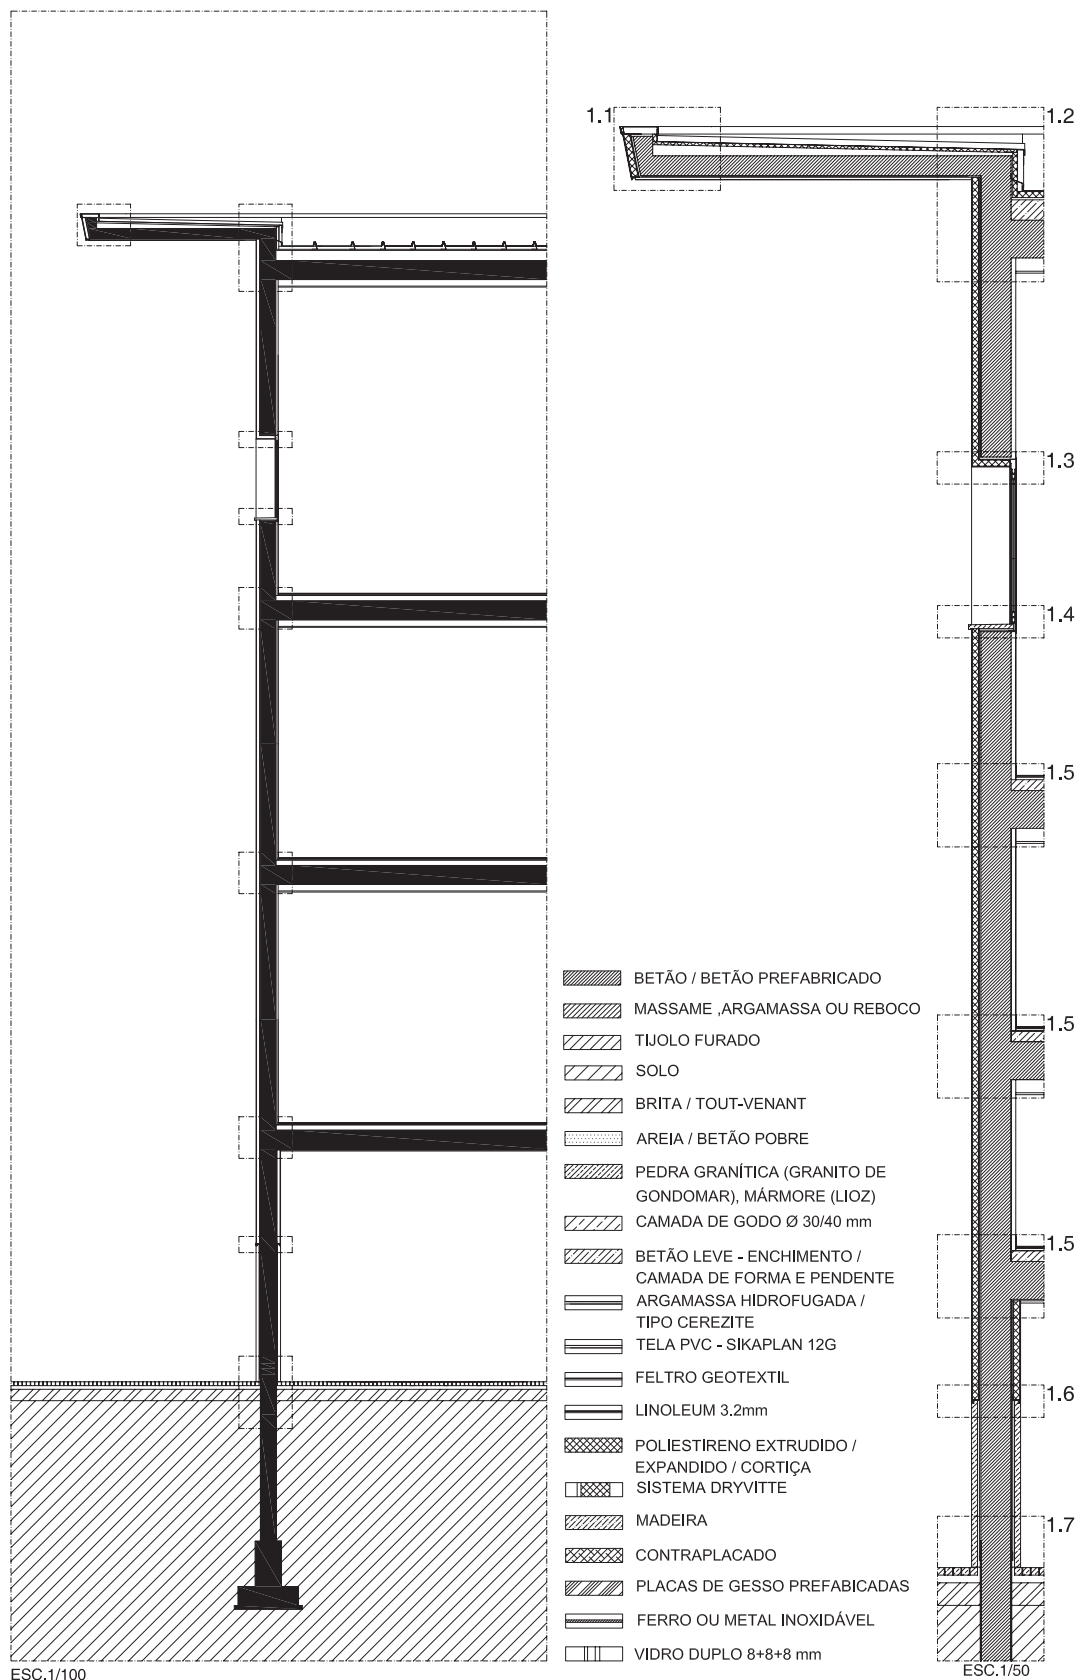 1.1
1.2
1.3
1.4
1.5
BETÃO / BETÃO PREFABRICADO
MASSAME ,ARGAMASSA OU REBOCO
1.5
TIJOLO FURADO
SOLO
BRITA / TOUT-VENANT
AREIA / BETÃO POBRE
PEDRA GRANÍTICA (GRANITO DE
GONDOMAR), MÁRMORE (LIOZ)
CAMADA DE GODO Ø 30/40 mm
1.5
BETÃO LEVE - ENCHIMENTO /
CAMADA DE FORMA E PENDENTE
ARGAMASSA HIDROFUGADA /
TIPO CEREZITE
TELA PVC - SIKAPLAN 12G
FELTRO GEOTEXTIL
1.6
LINOLEUM 3.2mm
POLIESTIRENO EXTRUDIDO /
EXPANDIDO / CORTIÇA
SISTEMA DRYVITTE
MADEIRA
1.7
CONTRAPLACADO
PLACAS DE GESSO PREFABICADAS
FERRO OU METAL INOXIDÁVEL
VIDRO DUPLO 8+8+8 mm
ESC.1/100
ESC.1/50